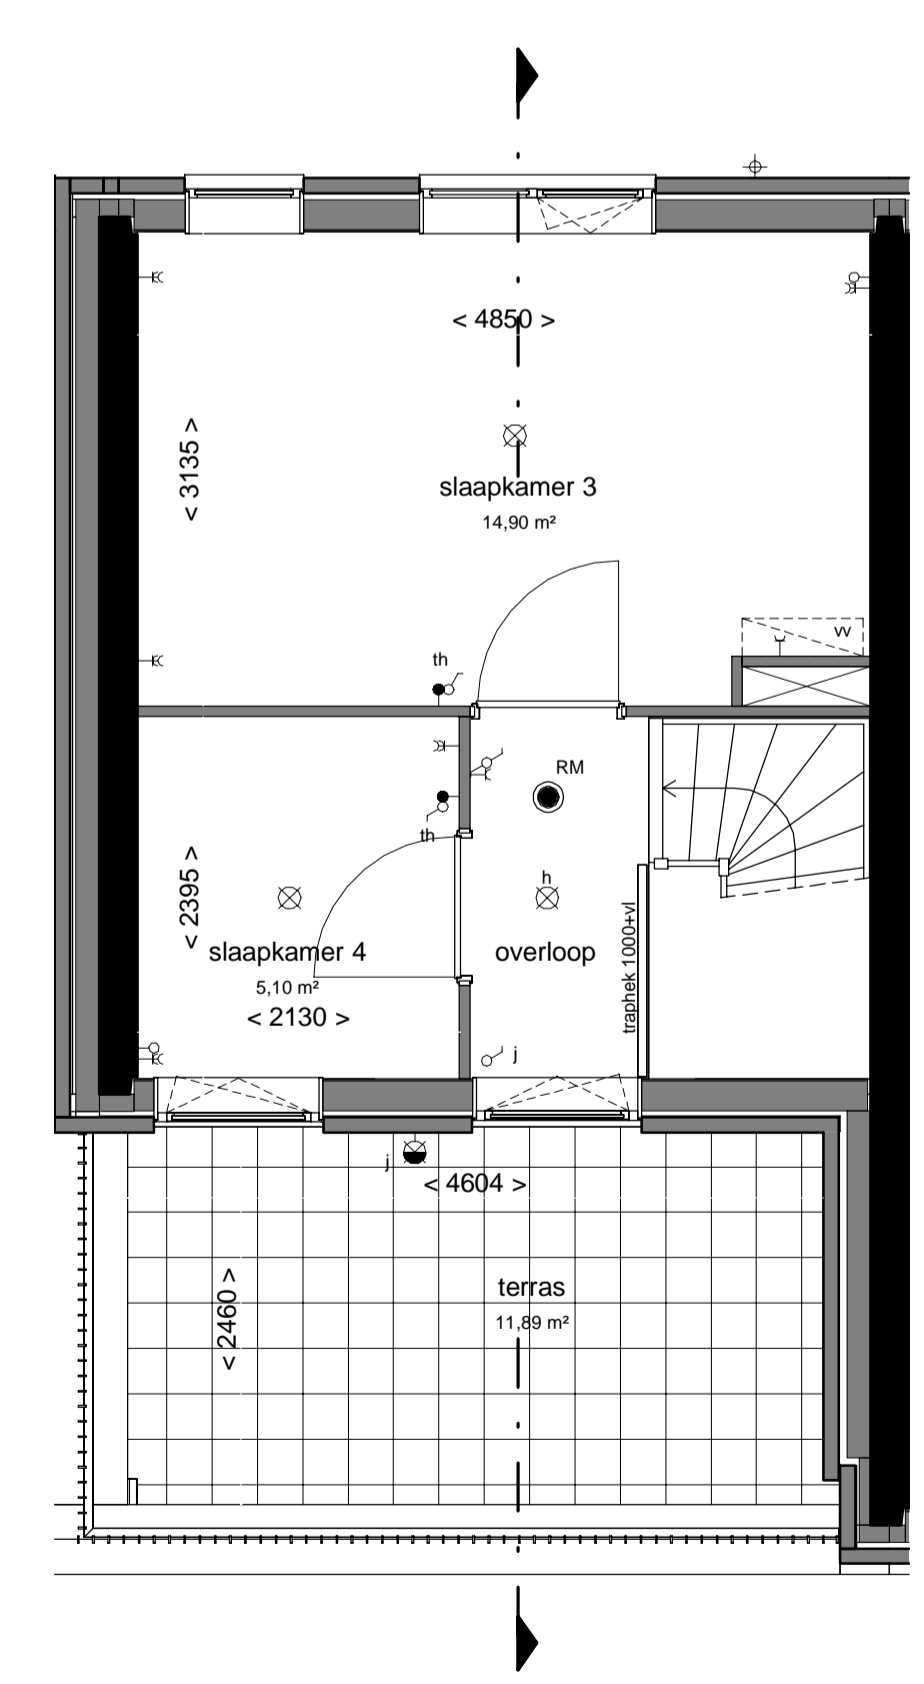 < 4850 >
< 3135 >
slaapkamer 3
14,90 m²
vv
th
RM
th
h
< 2395 >
slaapkamer 4
5,10 m²
< 2130 >
overloop
traphek 1000+vl
j
j
< 4604 >
terras
11,89 m²
< 2460 >